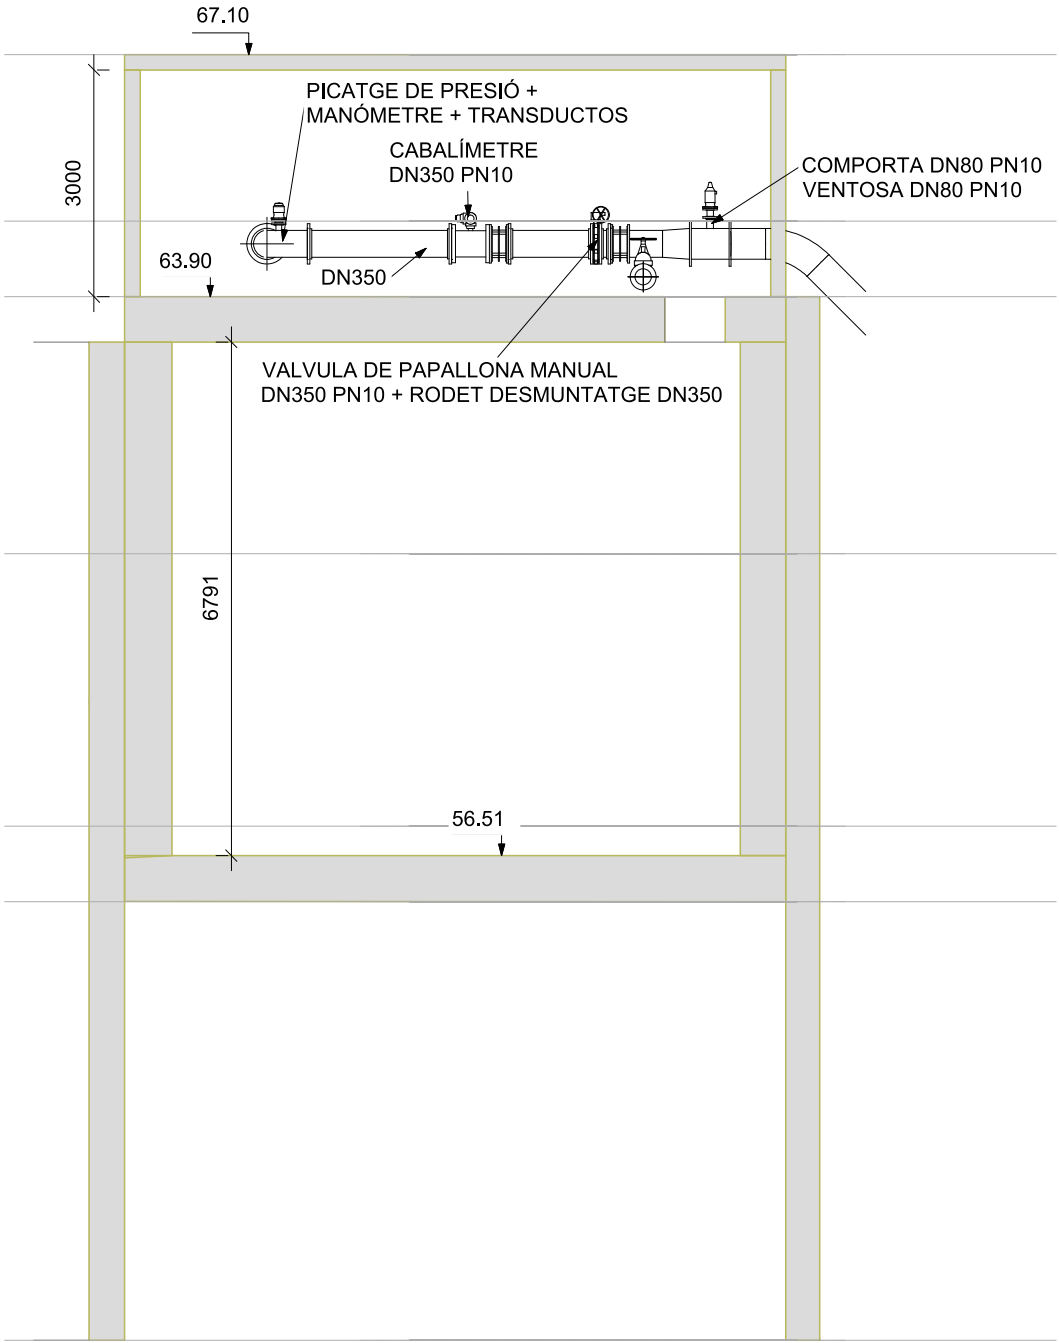 67.10
PICATGE DE PRESIÓ +
MANÓMETRE + TRANSDUCTOS
CABALÍMETRE
DN350 PN10
COMPORTA DN80 PN10
VENTOSA DN80 PN10
3000
63.90
DN350
VALVULA DE PAPALLONA MANUAL
DN350 PN10 + RODET DESMUNTATGE DN350
6791
56.51